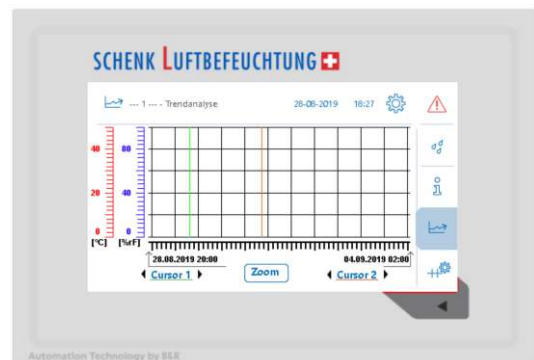 SCHENK LUFTBEFEUCHTUNG
--- 1 --- - Trendanalyse 28-08-2019 16:27
40 80
20 40
0 0
[°C] [%rF]
28.08.2019 20:00 04.09.2019 02:00
Cursor 1 Zoom Cursor 2
Automation Technology by B&R